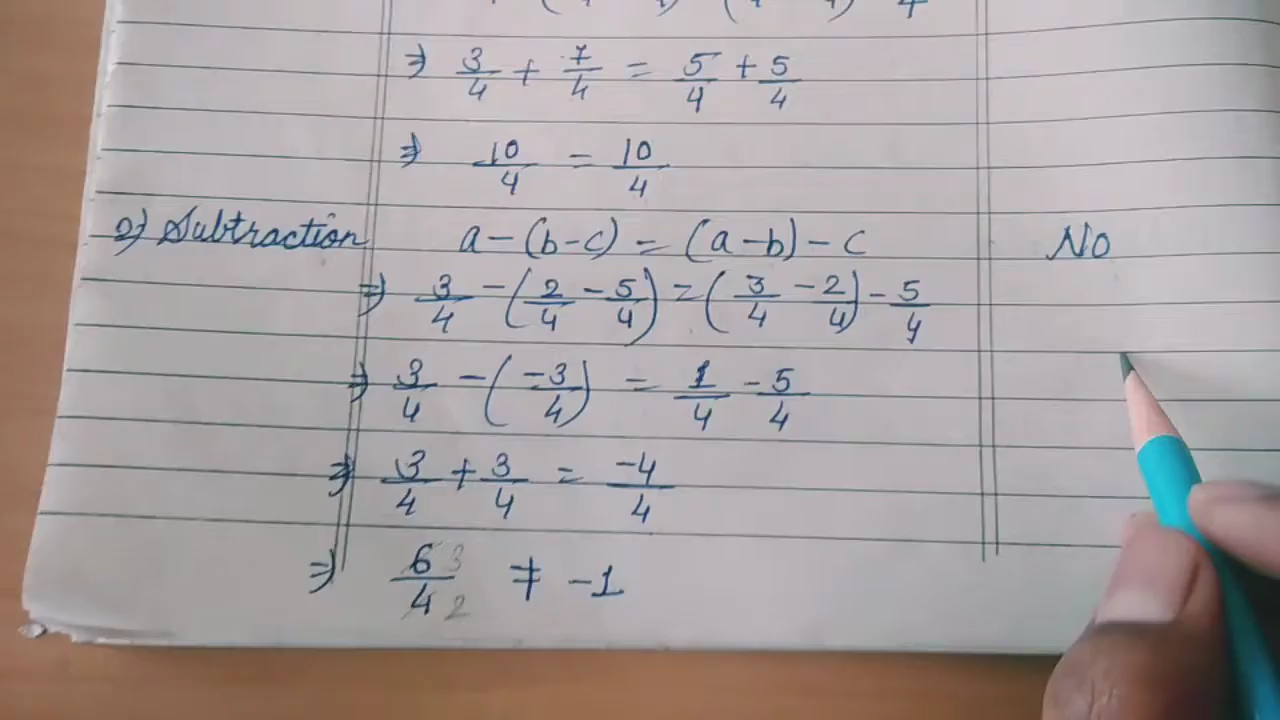 ⇒ 3/4 + 7/4 = 5/4 + 5/4
⇒ 10/4 = 10/4
2) Subtraction a - (b - c) = (a - b) - c No
⇒ 3/4 - (2/4 - 5/4) = (3/4 - 2/4) - 5/4
⇒ 3/4 - (-3/4) = 1/4 - 5/4
⇒ 3/4 + 3/4 = -4/4
⇒ 6/4 3/2 ≠ -1